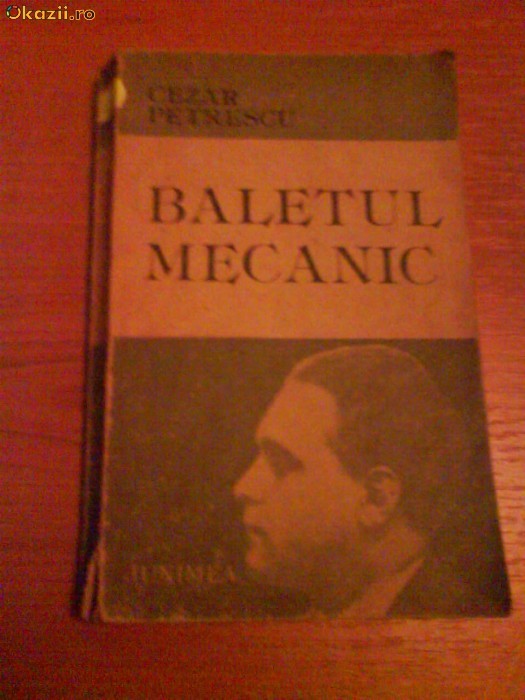 Okazii.ro
CEZAR
PETRESCU
BALETUL
MECANIC
JUNIMEA